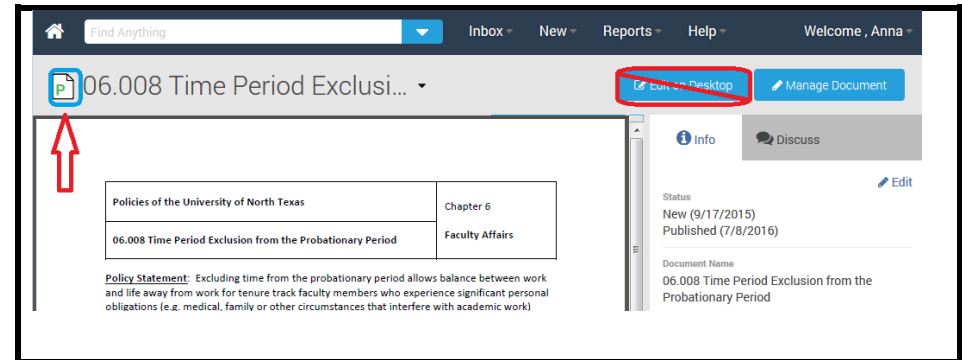 Find Anything
Inbox New Reports Help Welcome , Anna
P 06.008 Time Period Exclusi...
Edit on Desktop Manage Document
Info Discuss
Edit
Status
New (9/17/2015)
Published (7/8/2016)
Document Name
06.008 Time Period Exclusion from the
Probationary Period
Policies of the University of North Texas
Chapter 6
06.008 Time Period Exclusion from the Probationary Period
Faculty Affairs
Policy Statement: Excluding time from the probationary period allows balance between work
and life away from work for tenure track faculty members who experience significant personal
obligations (e.g. medical, family or other circumstances that interfere with academic work)